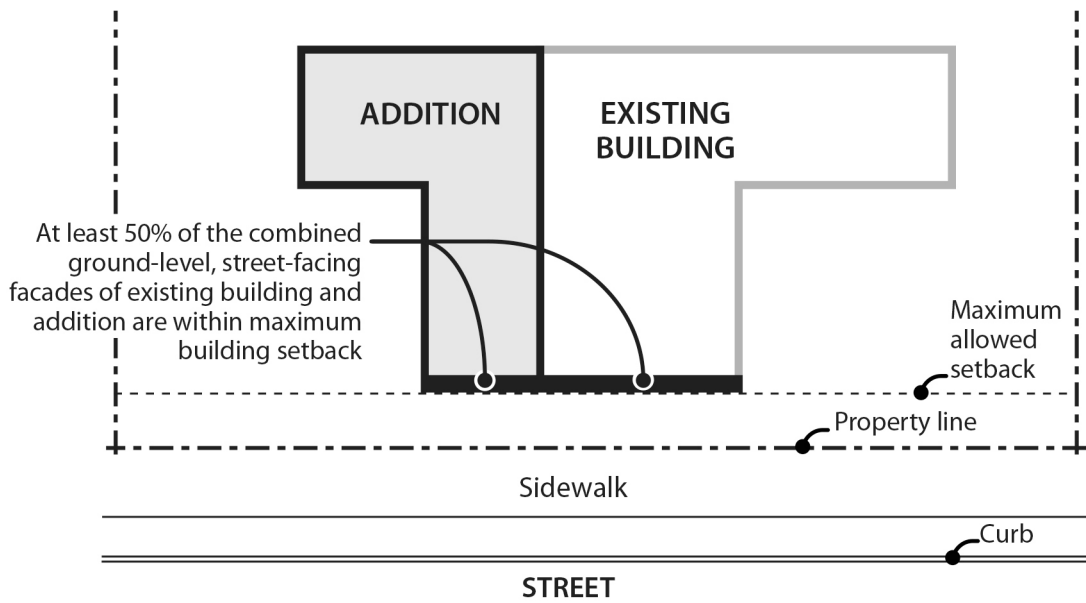 ADDITION
EXISTING
BUILDING
At least 50% of the combined
ground-level, street-facing
facades of existing building and
addition are within maximum
building setback
Maximum
allowed
setback
Property line
Sidewalk
Curb
STREET